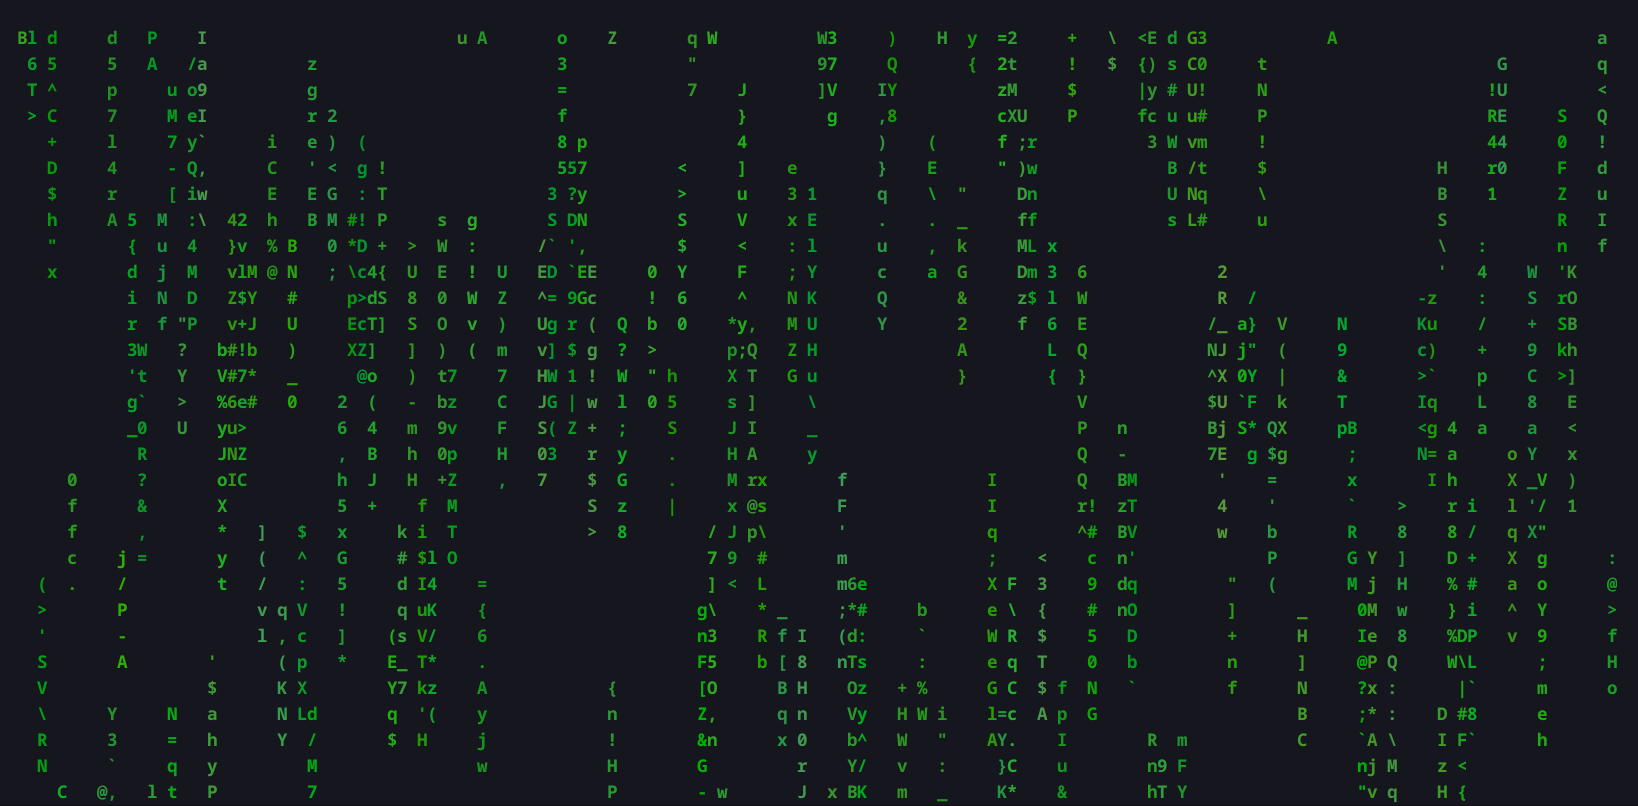 Bl d d P I u A o Z q W W3 ) H y =2 + \ <E d G3 A a
6 5 5 A /a z 3 " 97 Q { 2t ! $ {) s C0 t G q
T ^ p u o9 g = 7 J ]V IY zM $ |y # U! N !U <
> C 7 M eI r 2 f } g ,8 cXU P fc u u# P RE S Q
+ l 7 y` i e ) ( 8 p 4 ) ( f ;r 3 W vm ! 44 0 !
D 4 - Q, C ' < g ! 557 < ] e } E " )w B /t $ H r0 F d
$ r [ iw E E G : T 3 ?y > u 3 1 q \ " Dn U Nq \ B 1 Z u
h A 5 M :\ 42 h B M #! P s g S DN S V x E . . _ ff s L# u S R I
" { u 4 }v % B 0 *D + > W : /` ', $ < : l u , k ML x \ : n f
x d j M vlM @ N ; \c4{ U E ! U ED `EE 0 Y F ; Y c a G Dm 3 6 2 ' 4 W 'K
i N D Z$Y # p>dS 8 0 W Z ^= 9Gc ! 6 ^ N K Q & z$ l W R / -z : S rO
r f "P v+J U EcT] S O v ) Ug r ( Q b 0 *y, M U Y 2 f 6 E /_ a} V N Ku / + SB
3W ? b#!b ) XZ] ] ) ( m v] $ g ? > p;Q Z H A L Q NJ j" ( 9 c) + 9 kh
't Y V#7* _ @o ) t7 7 HW 1 ! W " h X T G u } { } ^X 0Y | & >` p C >]
g` > %6e# 0 2 ( - bz C JG | w l 0 5 s ] \ V $U `F k T Iq L 8 E
_0 U yu> 6 4 m 9v F S( Z + ; S J I _ P n Bj S* QX pB <g 4 a a <
R JNZ , B h 0p H 03 r y . H A y Q - 7E g $g ; N= a o Y x
0 ? oIC h J H +Z , 7 $ G . M rx f I Q BM ' = x I h X _V )
f & X 5 + f M S z | x @s F I r! zT 4 ' ` > r i l '/ 1
f , * ] $ x k i T > 8 / J p\ ' q ^# BV w b R 8 8 / q X"
c j = y ( ^ G # $l O 7 9 # m ; < c n' P G Y ] D + X g :
( . / t / : 5 d I4 = ] < L m6e X F 3 9 dq " ( M j H % # a o @
> P v q V ! q uK { g\ * _ ;*# b e \ { # nO ] 0M w } i ^ Y >
' - l , c ] (s V/ 6 n3 R f I (d: ` W R $ 5 D + _ H Ie 8 %DP v 9 f
S A ' ( p * E_ T* . F5 b [ 8 nTs : e q T 0 b n ] @P Q W\L ; H
V $ K X Y7 kz A { [O B H Oz + % G C $ f N ` f N ?x : |` m o
\ Y N a N Ld q '( y n Z, q n Vy H W i l=c A p G B ;* : D #8 e
R 3 = h Y / $ H j ! &n x 0 b^ W " AY. I R m C `A \ I F` h
N ` q y M w H G r Y/ v : }C u n9 F nj M z <
C @, l t P 7 P - w J x BK m _ K* & hT Y "v q H {